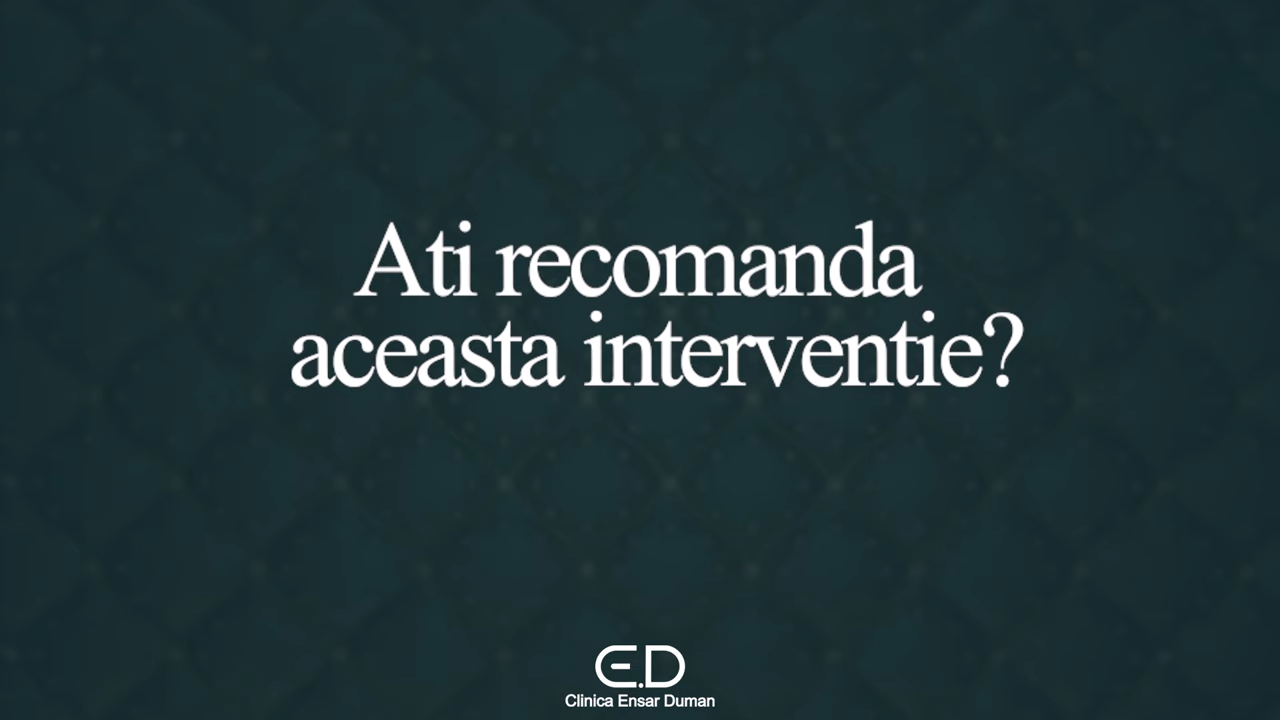 Ati recomanda
aceasta interventie?
E.D
Clinica Ensar Duman